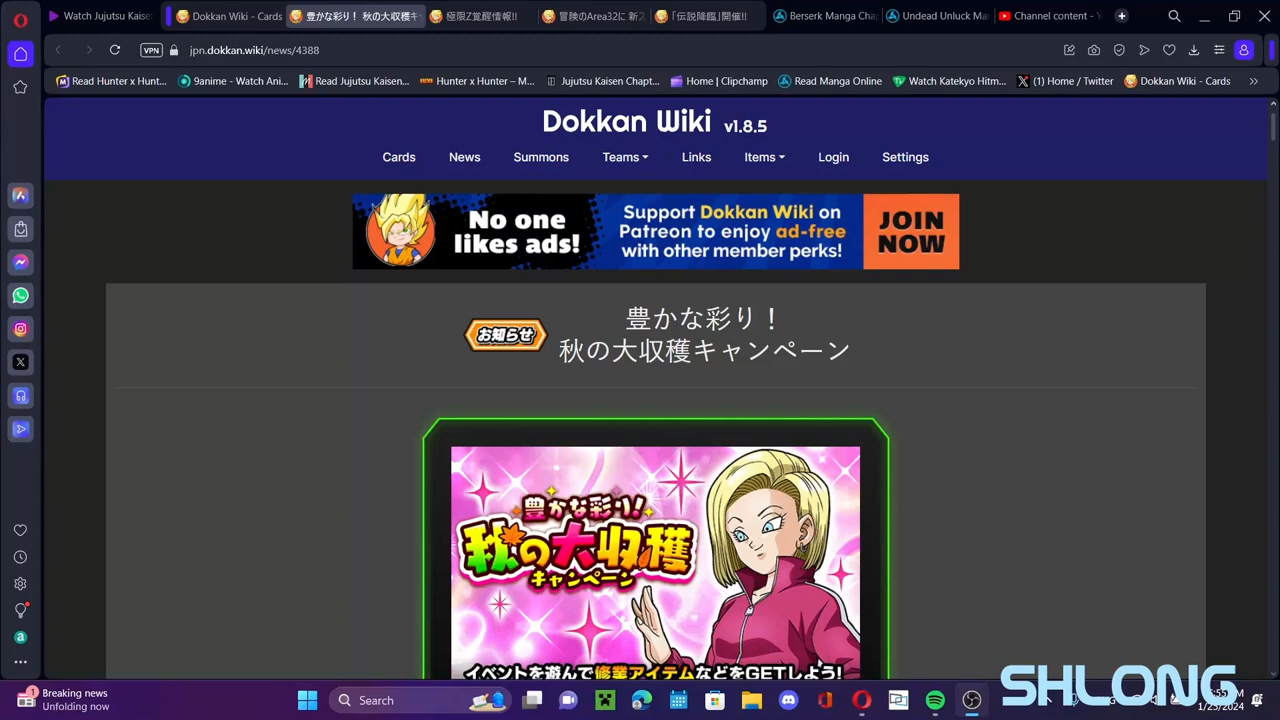 Watch Jujutsu Kaise
Dokkan Wiki - Cards
豊かな彩り！ 秋の大収穫キ
極限Z覚醒情報!!
冒険のArea32に 新ス
「伝説降臨」開催!!
Berserk Manga Cha
Undead Unluck Ma
Channel content - Y
VPN
jpn.dokkan.wiki/news/4388
Read Hunter x Hunt...
9anime - Watch Ani...
Read Jujutsu Kaisen...
Hunter x Hunter – M...
Jujutsu Kaisen Chapt...
Home | Clipchamp
Read Manga Online
Watch Katekyo Hitm...
(1) Home / Twitter
Dokkan Wiki - Cards
Dokkan Wiki v1.8.5
Cards
News
Summons
Teams
Links
Items
Login
Settings
No one
likes ads!
Support Dokkan Wiki on
Patreon to enjoy ad-free
with other member perks!
JOIN
NOW
お知らせ
豊かな彩り！
秋の大収穫キャンペーン
豊かな彩り!
秋の大収穫
キャンペーン
イベントを遊んで修業アイテムなどをGETしよう!
SHLONG
1
Breaking news
Unfolding now
Search